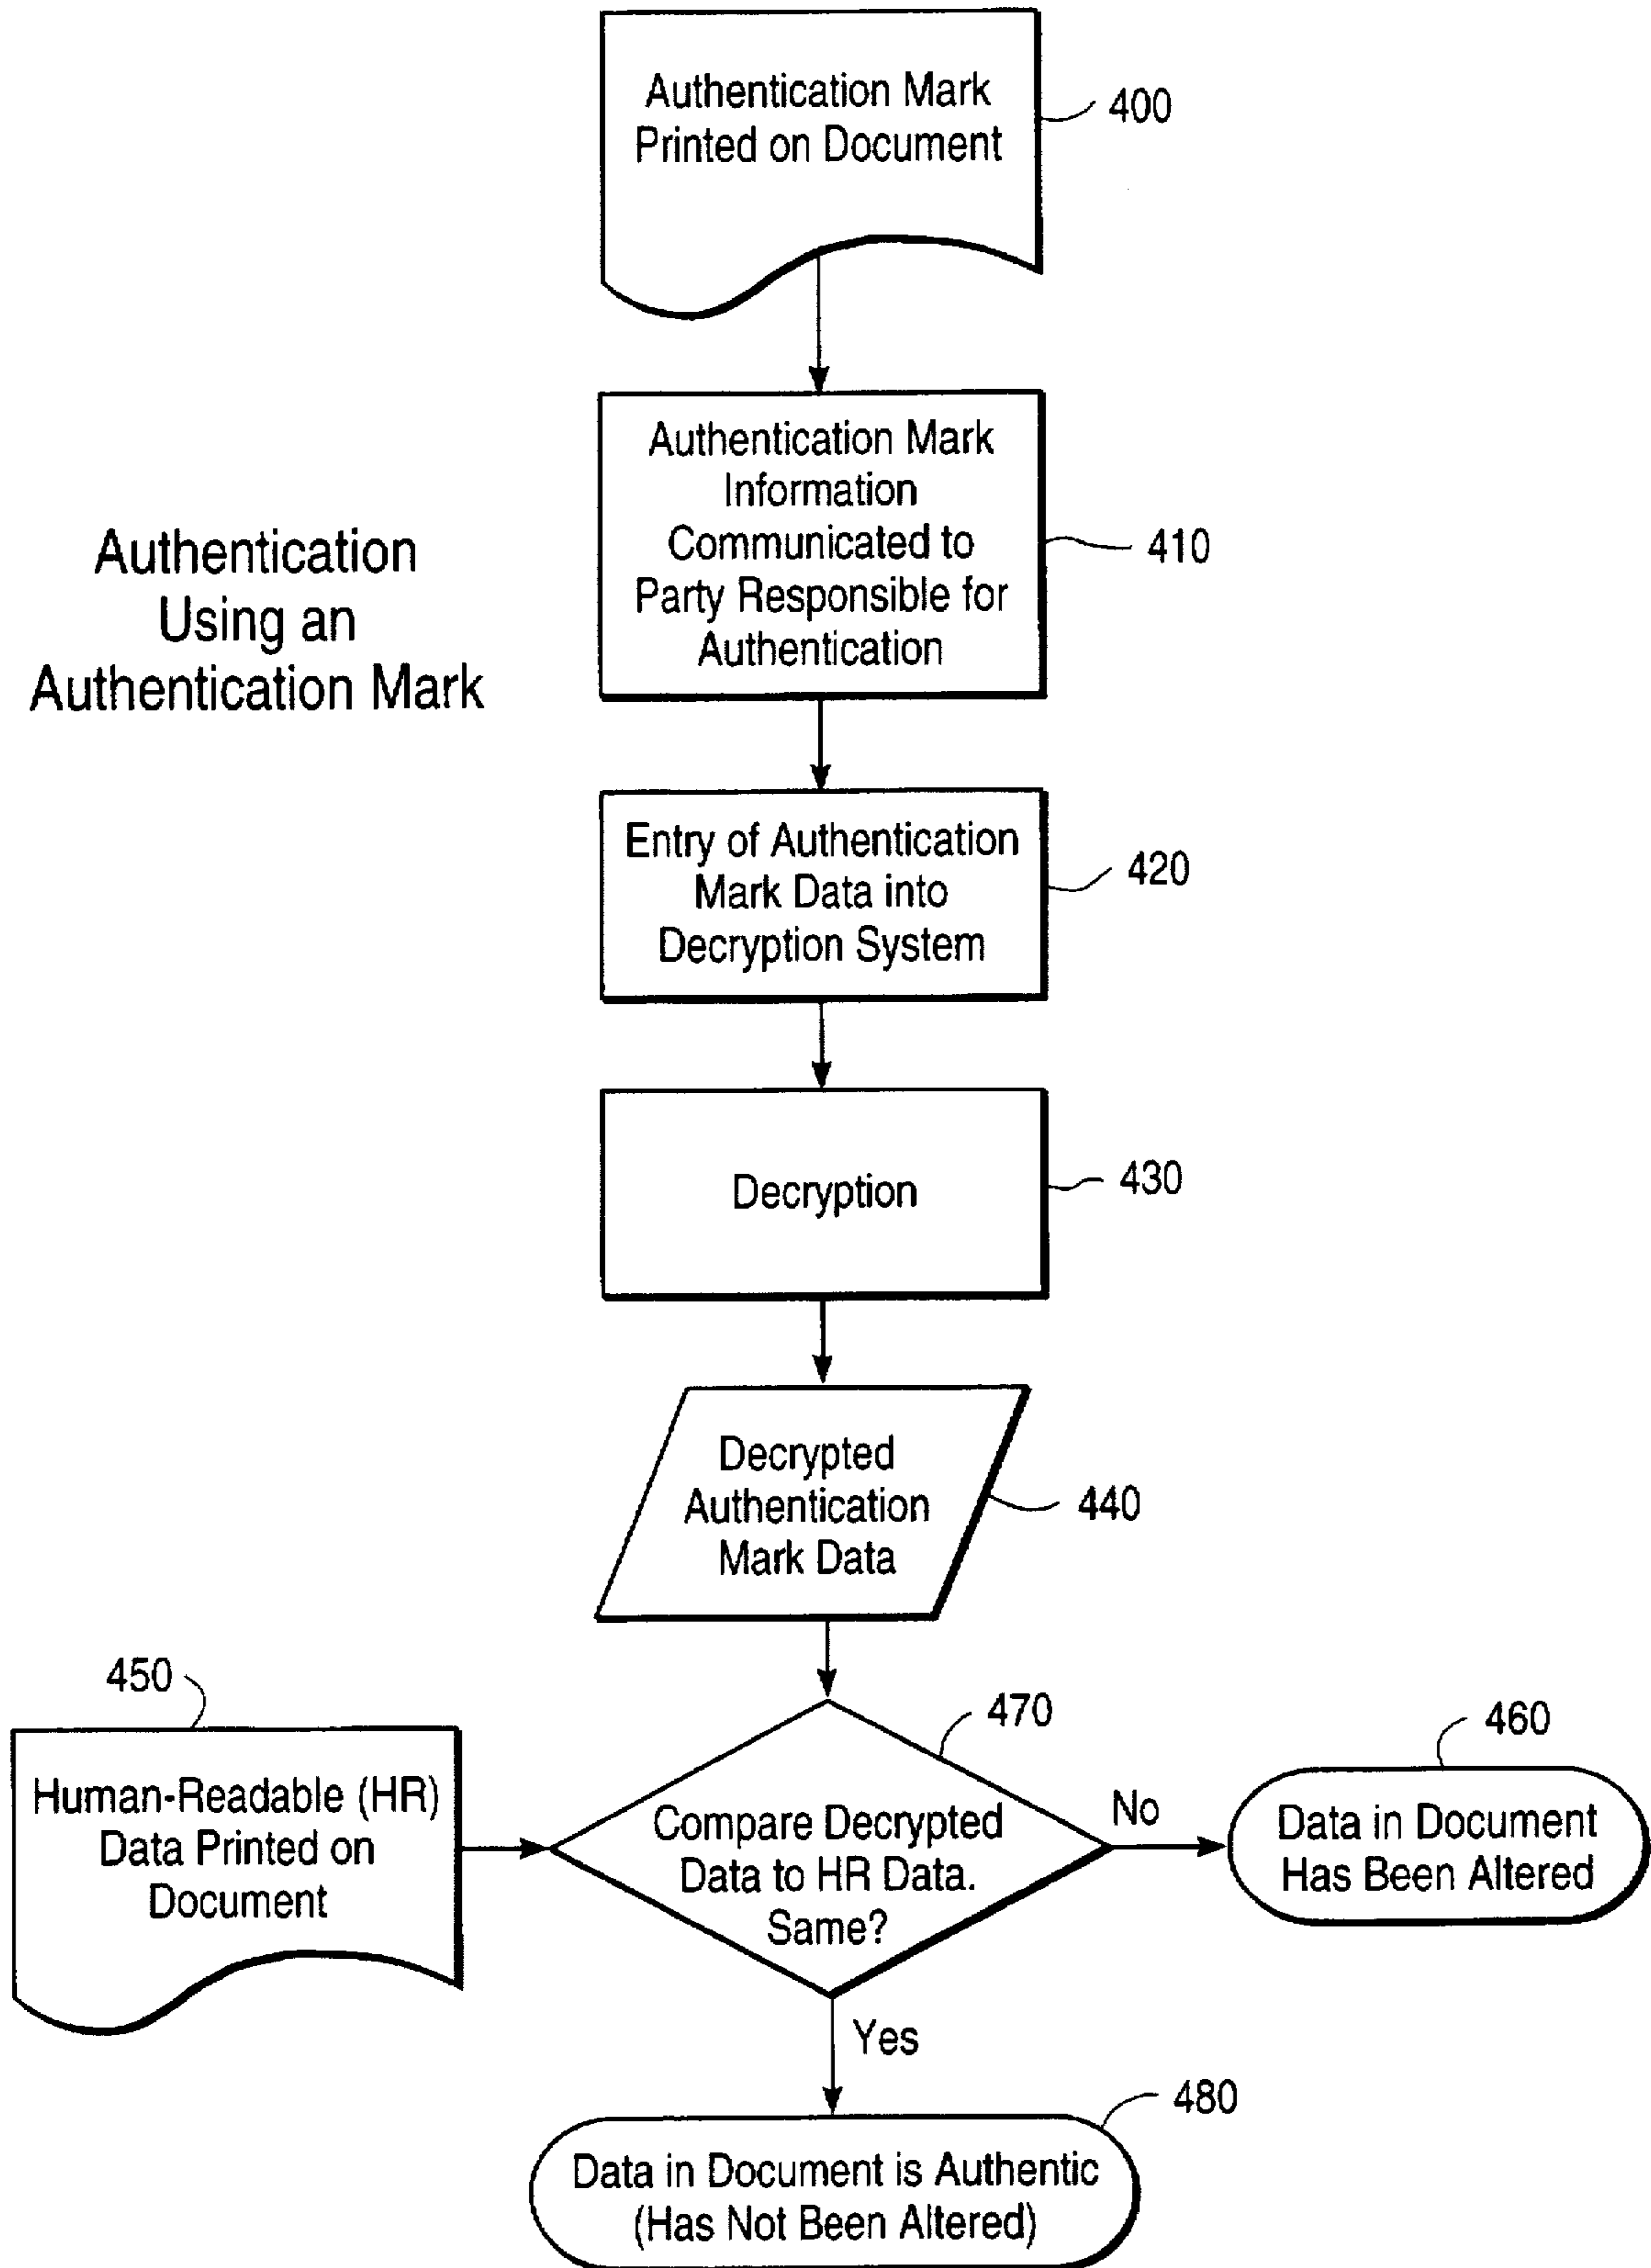 Authentication Mark
Printed on Document
400
Authentication Mark
Information
Communicated to
Party Responsible for
Authentication
410
Authentication
Using an
Authentication Mark
Entry of Authentication
Mark Data into
Decryption System
420
Decryption
430
Decrypted
Authentication
Mark Data
440
450
Human-Readable (HR)
Data Printed on
Document
470
Compare Decrypted
Data to HR Data.
Same?
No
460
Data in Document
Has Been Altered
Yes
480
Data in Document is Authentic
(Has Not Been Altered)